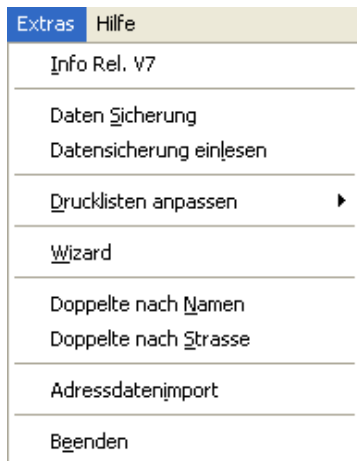 Extras Hilfe
Info Rel. V7
Daten Sicherung
Datensicherung einlesen
Drucklisten anpassen
Wizard
Doppelte nach Namen
Doppelte nach Strasse
Adressdatenimport
Beenden